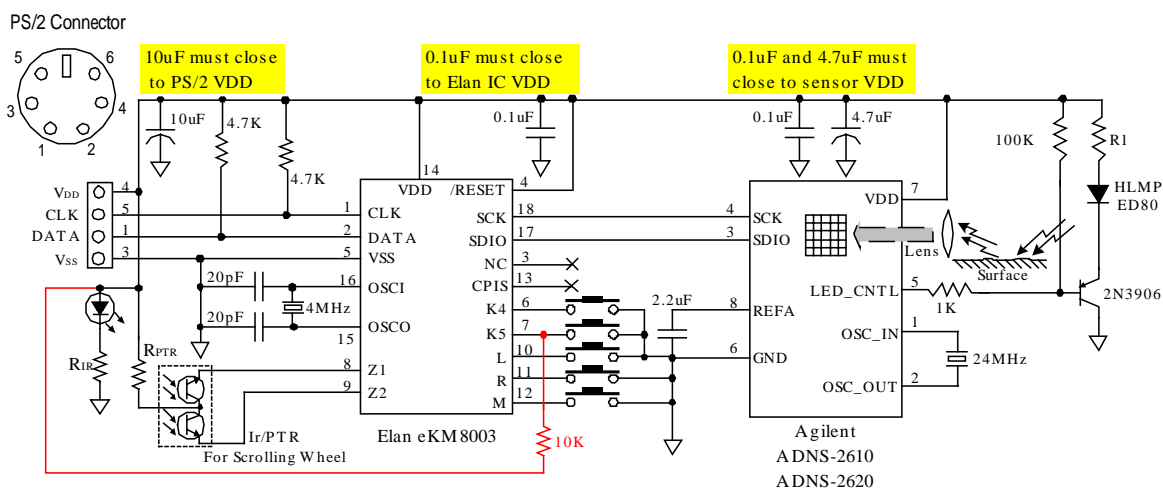 PS/2 Connector
5
6
3
4
1
2
10uF must close
to PS/2 VDD
0.1uF must close
to Elan IC VDD
0.1uF and 4.7uF must
close to sensor VDD
10uF
4.7K
4.7K
0.1uF
0.1uF
4.7uF
100K
R1
HLMP
ED80
VDD
4
CLK
5
DATA
1
VSS
3
14
VDD
/RESET
4
1
CLK
2
DATA
5
VSS
16
OSCI
OSCO
15
8
Z1
9
Z2
SCK
18
SDIO
17
NC
3
CPIS
13
K4
6
K5
7
L
10
R
11
M
12
20pF
20pF
4MHz
RIR
RPTR
Ir/PTR
For Scrolling Wheel
Elan eKM8003
10K
2.2uF
4
SCK
3
SDIO
8
REFA
6
GND
VDD
7
LED_CNTL
5
OSC_IN
1
OSC_OUT
2
Lens
Surface
1K
2N3906
24MHz
Agilent
ADNS-2610
ADNS-2620